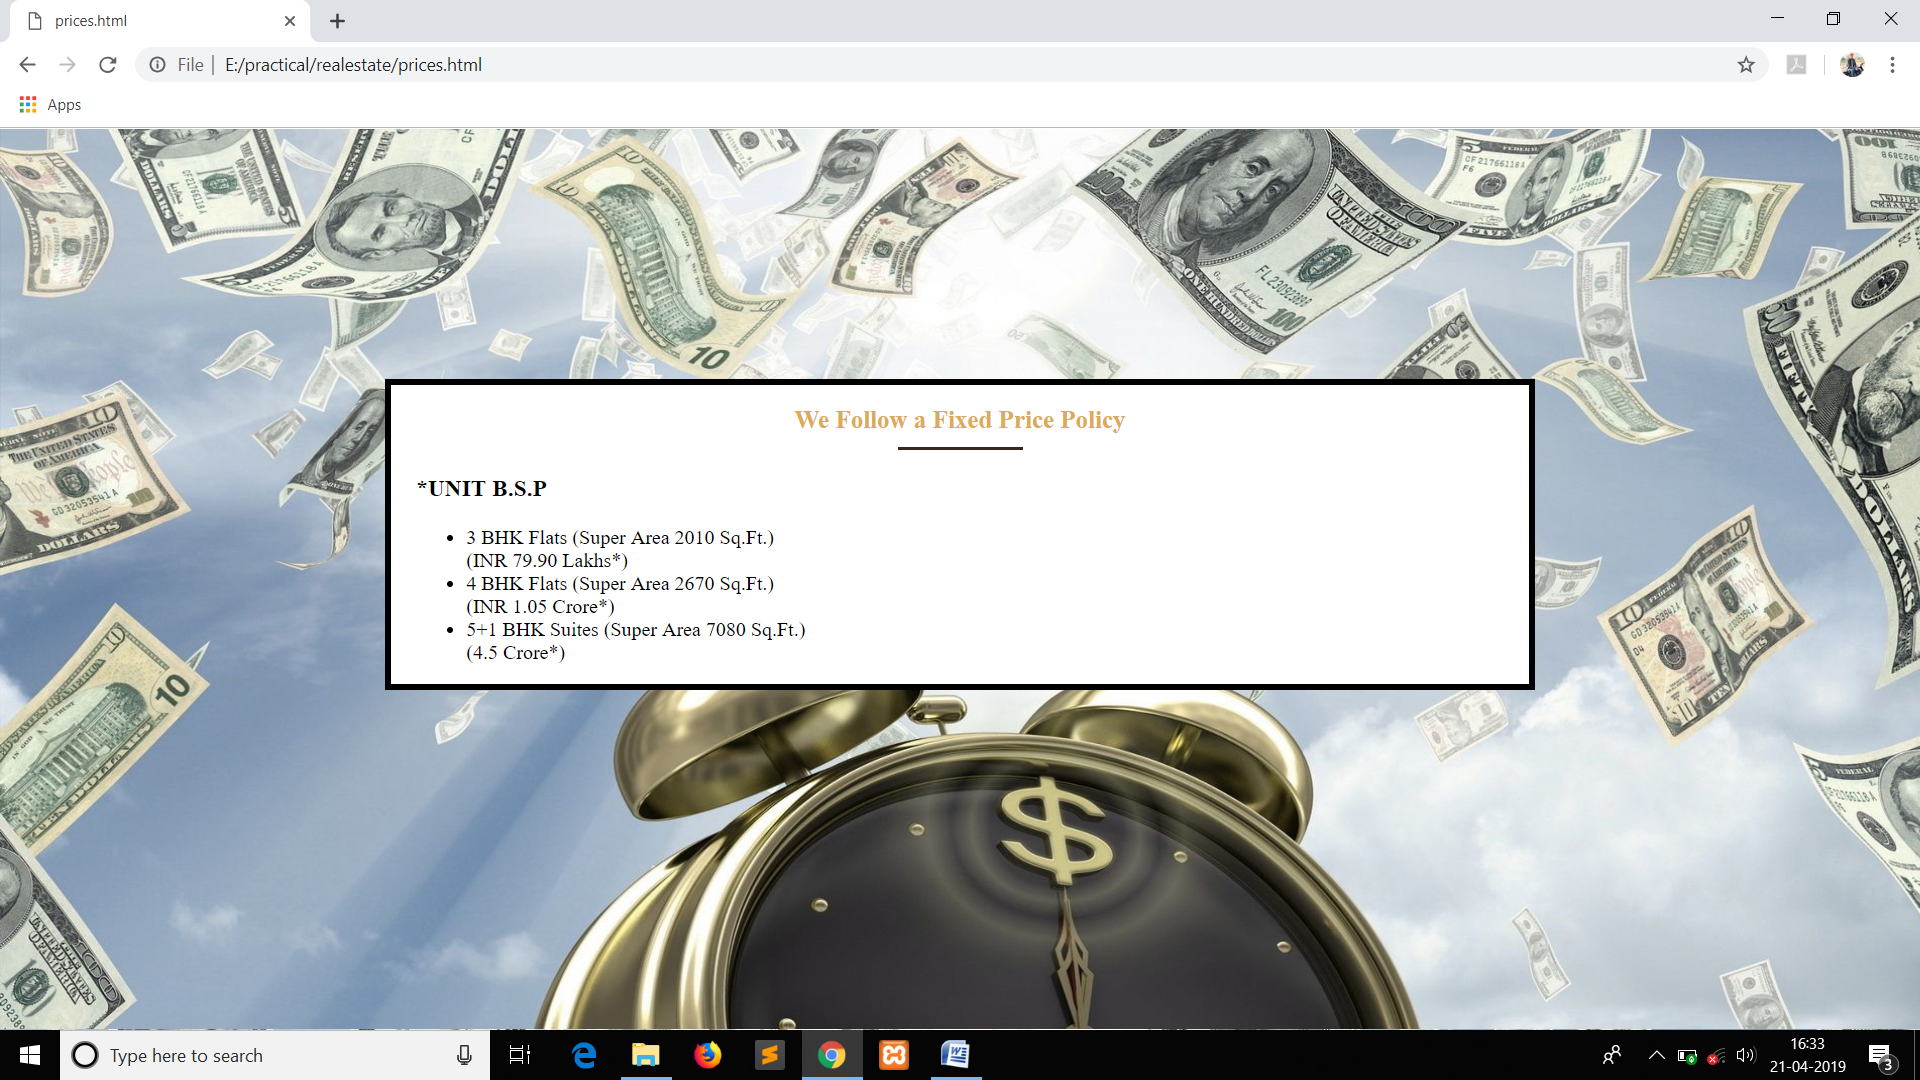 prices.html
File
E:/practical/realestate/prices.html
Apps
We Follow a Fixed Price Policy
*UNIT B.S.P
3 BHK Flats (Super Area 2010 Sq.Ft.)
(INR 79.90 Lakhs*)
4 BHK Flats (Super Area 2670 Sq.Ft.)
(INR 1.05 Crore*)
5+1 BHK Suites (Super Area 7080 Sq.Ft.)
(4.5 Crore*)
Type here to search
16:33
21-04-2019
3